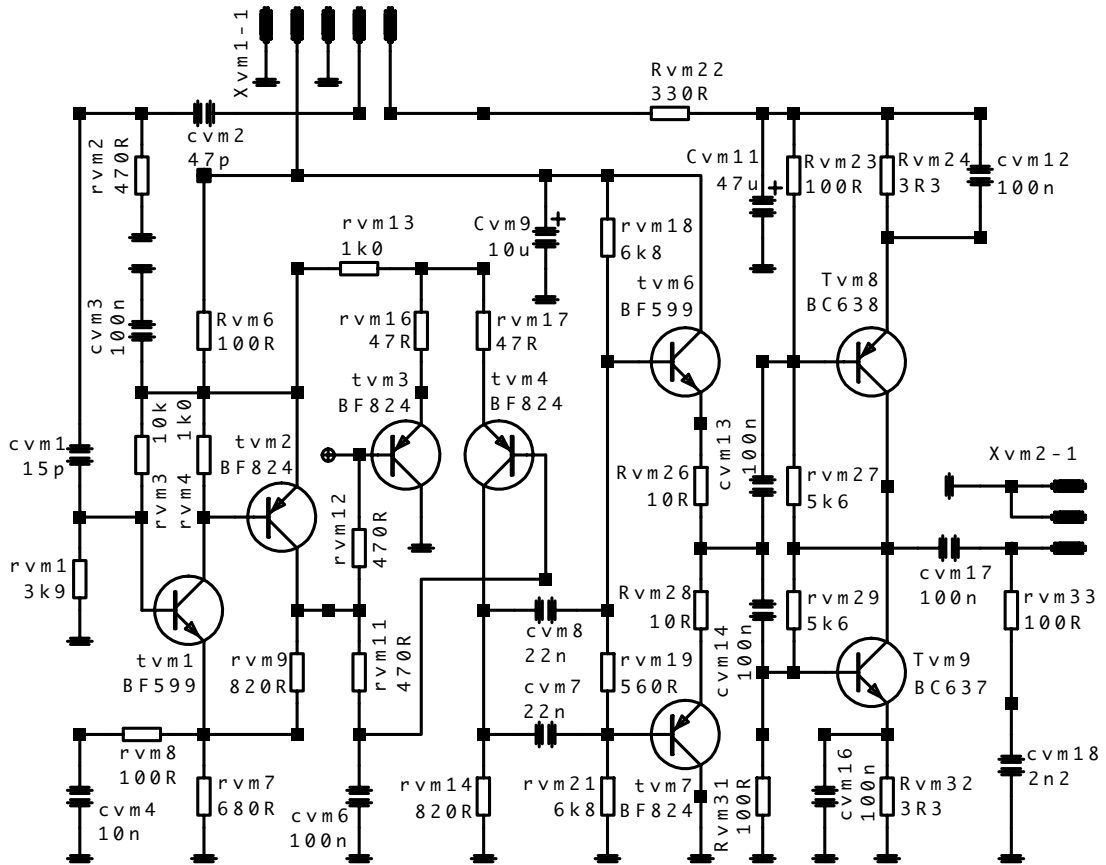 Xvm1-1
Rvm22
330R
cvm2
47p
rvm2
470R
Cvm11
47u
+
Rvm23
100R
Rvm24
3R3
cvm12
100n
rvm13
1k0
Cvm9
10u
+
rvm18
6k8
cvm3
100n
Rvm6
100R
rvm16
47R
rvm17
47R
tvm6
BF599
Tvm8
BC638
tvm3
BF824
tvm4
BF824
cvm1
15p
rvm3
10k
rvm4
1k0
tvm2
BF824
rvm12
470R
Rvm26
10R
cvm13
100n
rvm27
5k6
Xvm2-1
rvm1
3k9
tvm1
BF599
rvm9
820R
rvm11
470R
cvm8
22n
cvm7
22n
Rvm28
10R
rvm19
560R
cvm14
100n
rvm29
5k6
cvm17
100n
rvm33
100R
Tvm9
BC637
rvm8
100R
cvm4
10n
rvm7
680R
cvm6
100n
rvm14
820R
rvm21
6k8
tvm7
BF824
Rvm31
100R
cvm16
100n
Rvm32
3R3
cvm18
2n2